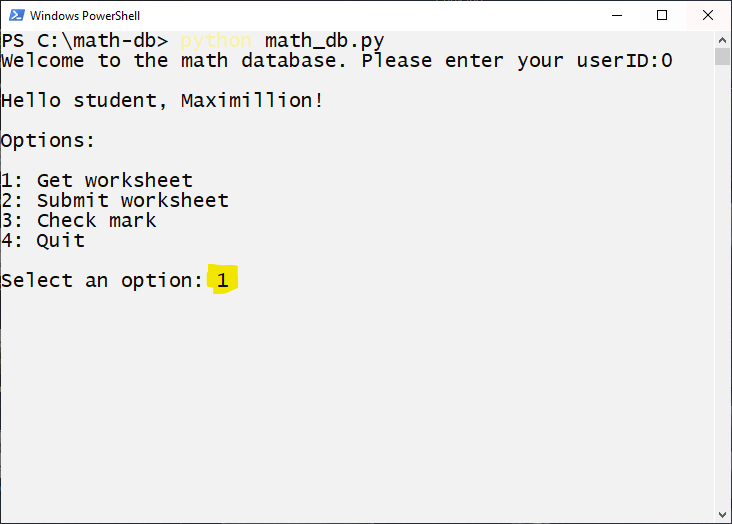 Windows PowerShell
PS C:\math-db> python math_db.py
Welcome to the math database. Please enter your userID:0
Hello student, Maximillion!
Options:
1: Get worksheet
2: Submit worksheet
3: Check mark
4: Quit
Select an option: 1